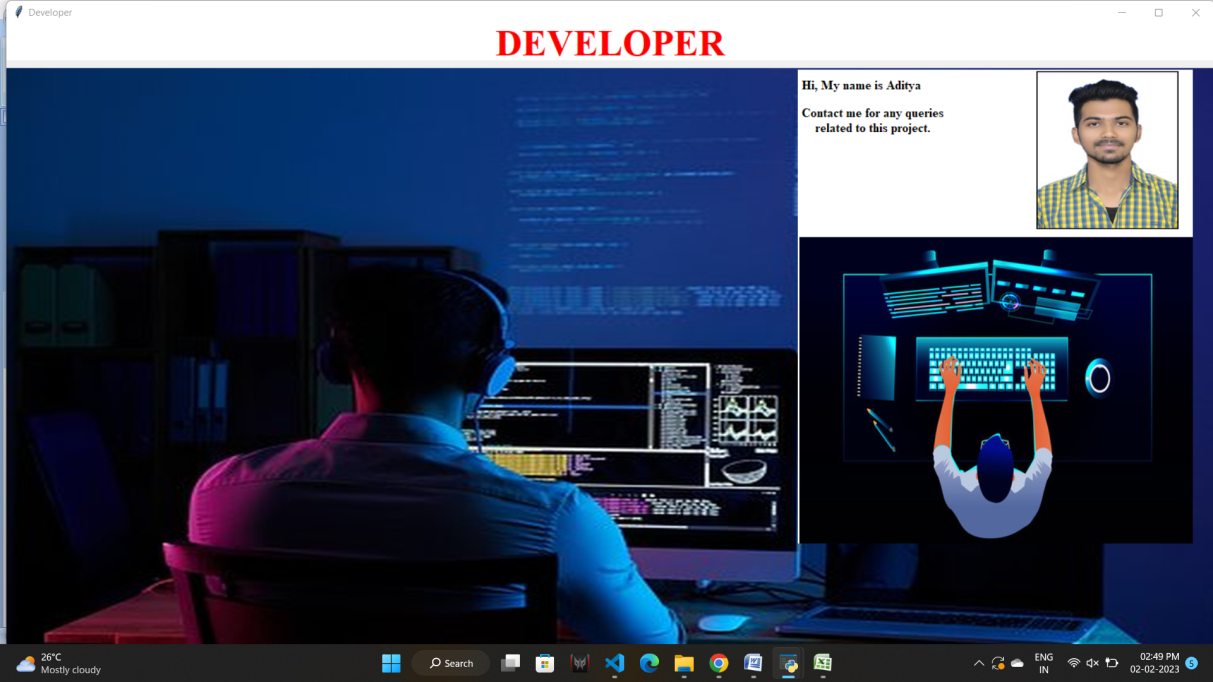 Developer
DEVELOPER
Hi, My name is Aditya
Contact me for any queries
related to this project.
26°C
Mostly cloudy
Search
ENG
IN
02:49 PM
02-02-2023
5